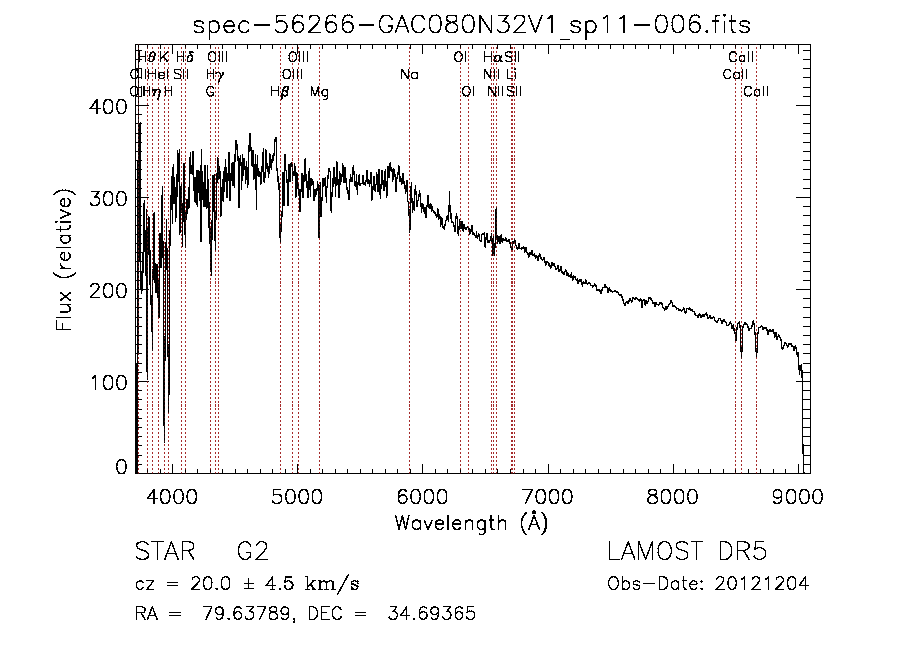 spec-56266-GAC080N32V1_sp11-006.fits
Hθ K Hδ OIII OIII OI Hα SII CaII
OII HeI SII Hγ OIII NII Li CaII
OII Hη H G Hβ Mg Na OI NII SII CaII
400
300
200
100
0
Flux (relative)
4000 5000 6000 7000 8000 9000
Wavelength (Å)
STAR G2 LAMOST DR5
cz = 20.0 ± 4.5 km/s Obs-Date: 20121204
RA = 79.63789, DEC = 34.69365